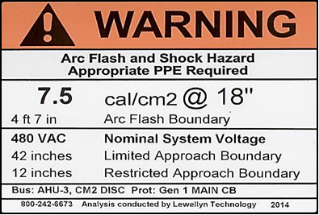 WARNING
Arc Flash and Shock Hazard
Appropriate PPE Required
7.5 cal/cm2 @ 18"
4 ft 7 in Arc Flash Boundary
480 VAC Nominal System Voltage
42 inches Limited Approach Boundary
12 inches Restricted Approach Boundary
Bus: AHU-3, CM2 DISC Prot: Gen 1 MAIN CB
800-242-6673 Analysis conducted by Lewellyn Technology 2014